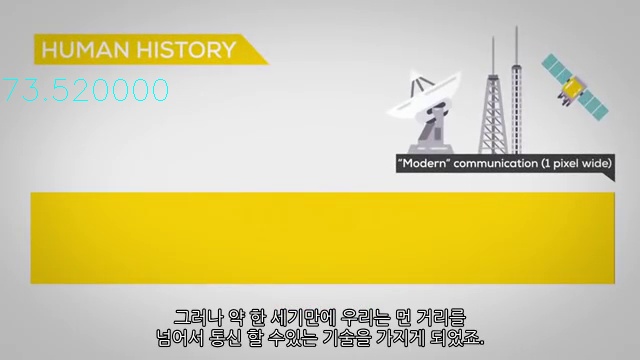 HUMAN HISTORY
73.520000
“Modern” communication (1 pixel wide)
그러나 약 한 세기만에 우리는 먼 거리를
넘어서 통신 할 수있는 기술을 가지게 되었죠.